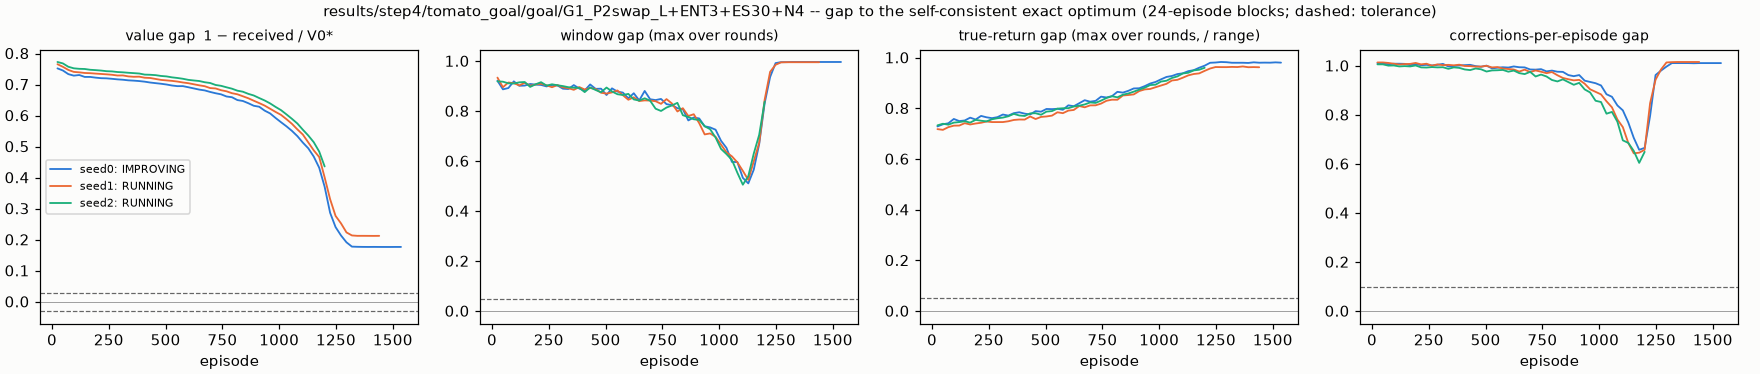 results/step4/tomato_goal/goal/G1_P2swap_L+ENT3+ES30+N4 -- gap to the self-consistent exact optimum (24-episode blocks; dashed: tolerance)
value gap 1 − received / V0*
0.8
0.7
0.6
0.5
0.4
0.3
0.2
0.1
0.0
seed0: IMPROVING
seed1: RUNNING
seed2: RUNNING
0 250 500 750 1000 1250 1500
episode
window gap (max over rounds)
1.0
0.8
0.6
0.4
0.2
0.0
0 250 500 750 1000 1250 1500
episode
true-return gap (max over rounds, / range)
1.0
0.8
0.6
0.4
0.2
0.0
0 250 500 750 1000 1250 1500
episode
corrections-per-episode gap
1.0
0.8
0.6
0.4
0.2
0.0
0 250 500 750 1000 1250 1500
episode